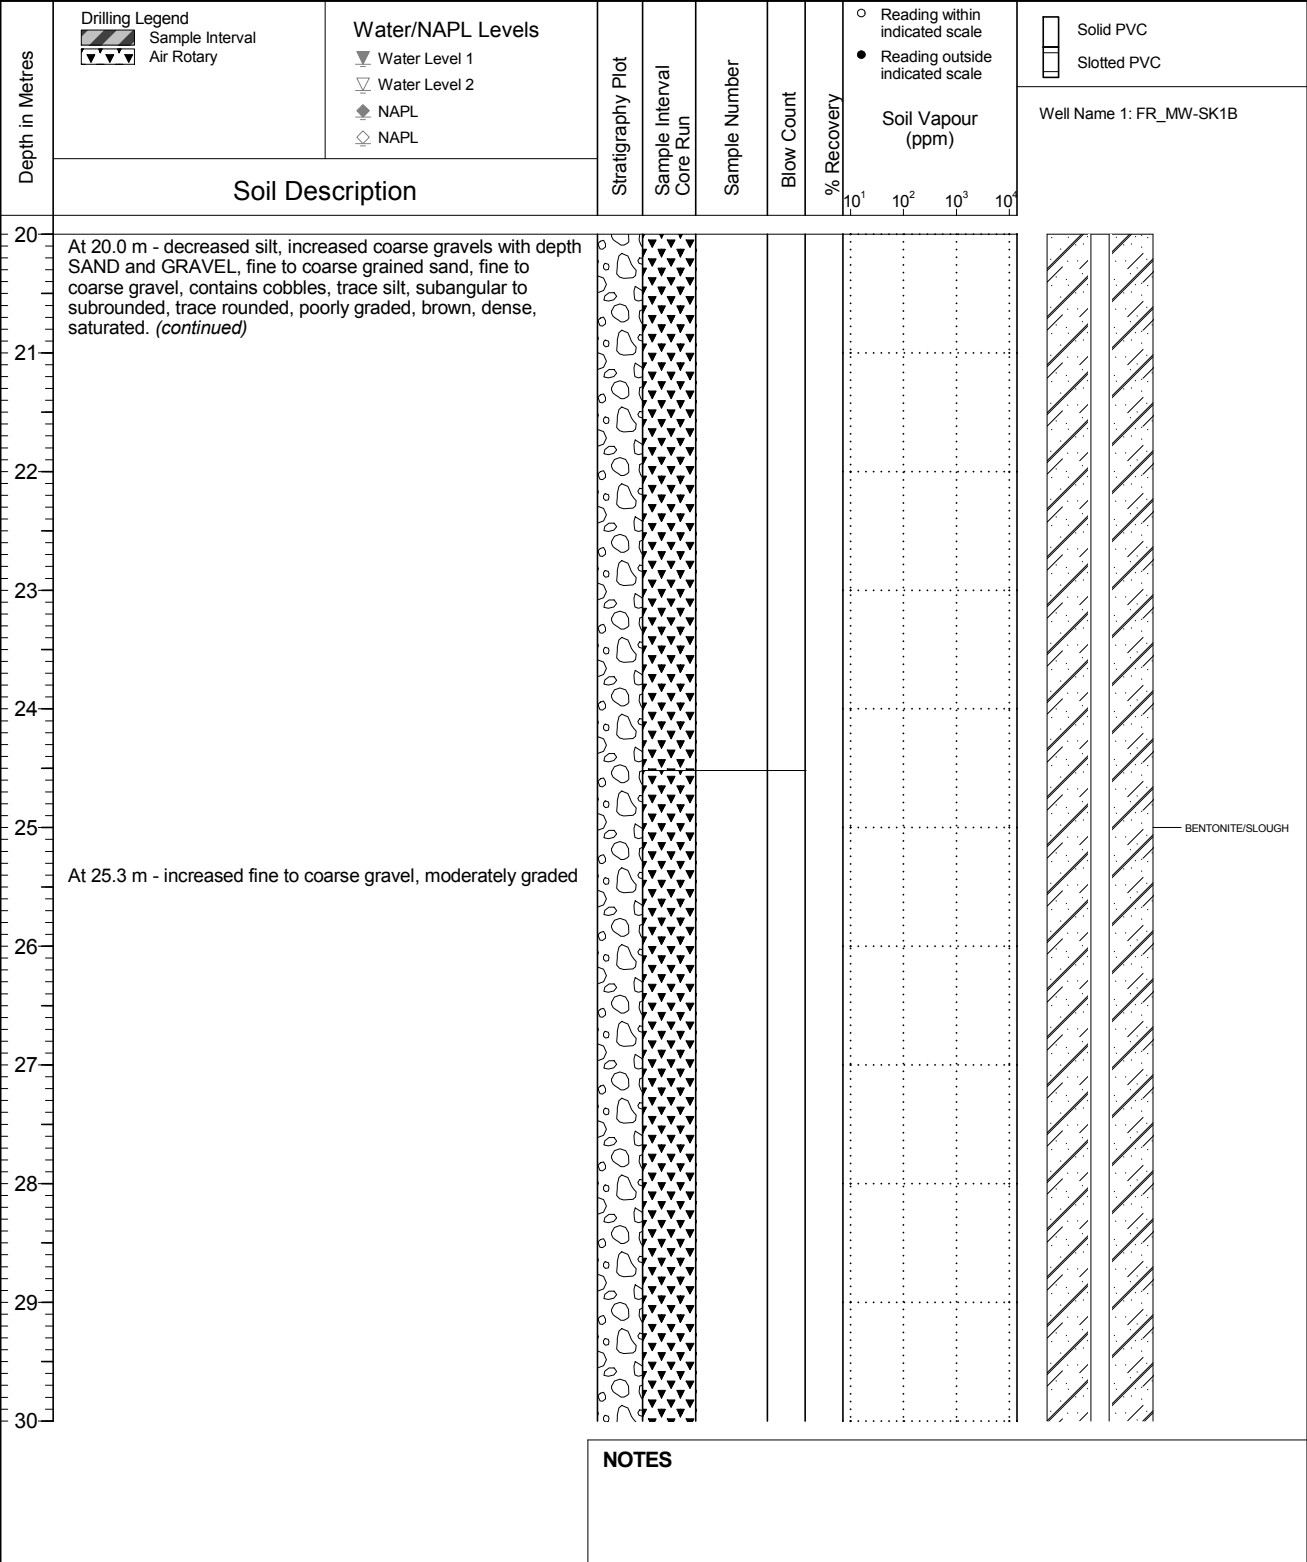 Depth in Metres
Drilling Legend
Sample Interval
Air Rotary
Water/NAPL Levels
Water Level 1
Water Level 2
NAPL
NAPL
Soil Description
Stratigraphy Plot
Sample Interval
Core Run
Sample Number
Blow Count
% Recovery
Reading within
indicated scale
Reading outside
indicated scale
Soil Vapour
(ppm)
10¹ 10² 10³ 10⁴
Solid PVC
Slotted PVC
Well Name 1: FR_MW-SK1B
20
At 20.0 m - decreased silt, increased coarse gravels with depth
SAND and GRAVEL, fine to coarse grained sand, fine to
coarse gravel, contains cobbles, trace silt, subangular to
subrounded, trace rounded, poorly graded, brown, dense,
saturated. (continued)
21
22
23
24
25
BENTONITE/SLOUGH
At 25.3 m - increased fine to coarse gravel, moderately graded
26
27
28
29
30
NOTES